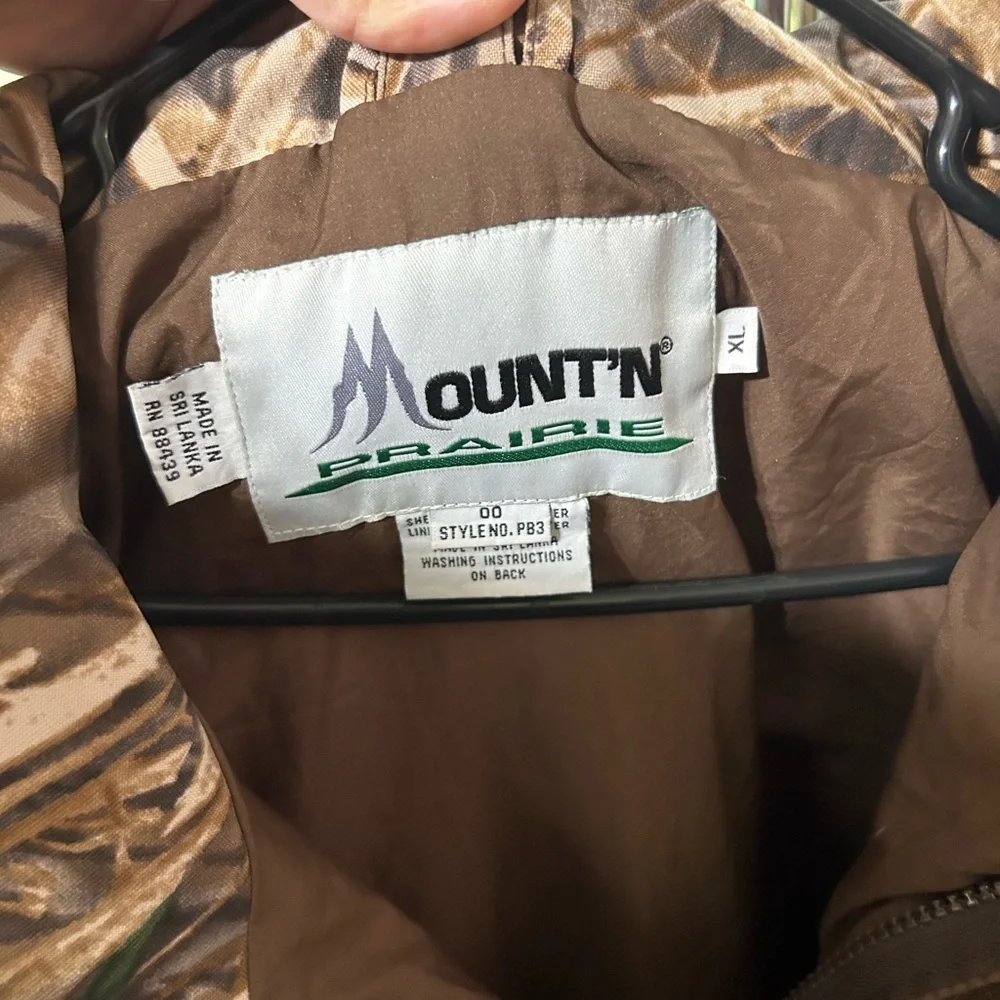 MOUNT'N®
PRAIRIE
XL
MADE IN
SRI LANKA
RN 88439
OO
STYLE NO. PB3
MADE IN SRI LANKA
WASHING INSTRUCTIONS
ON BACK